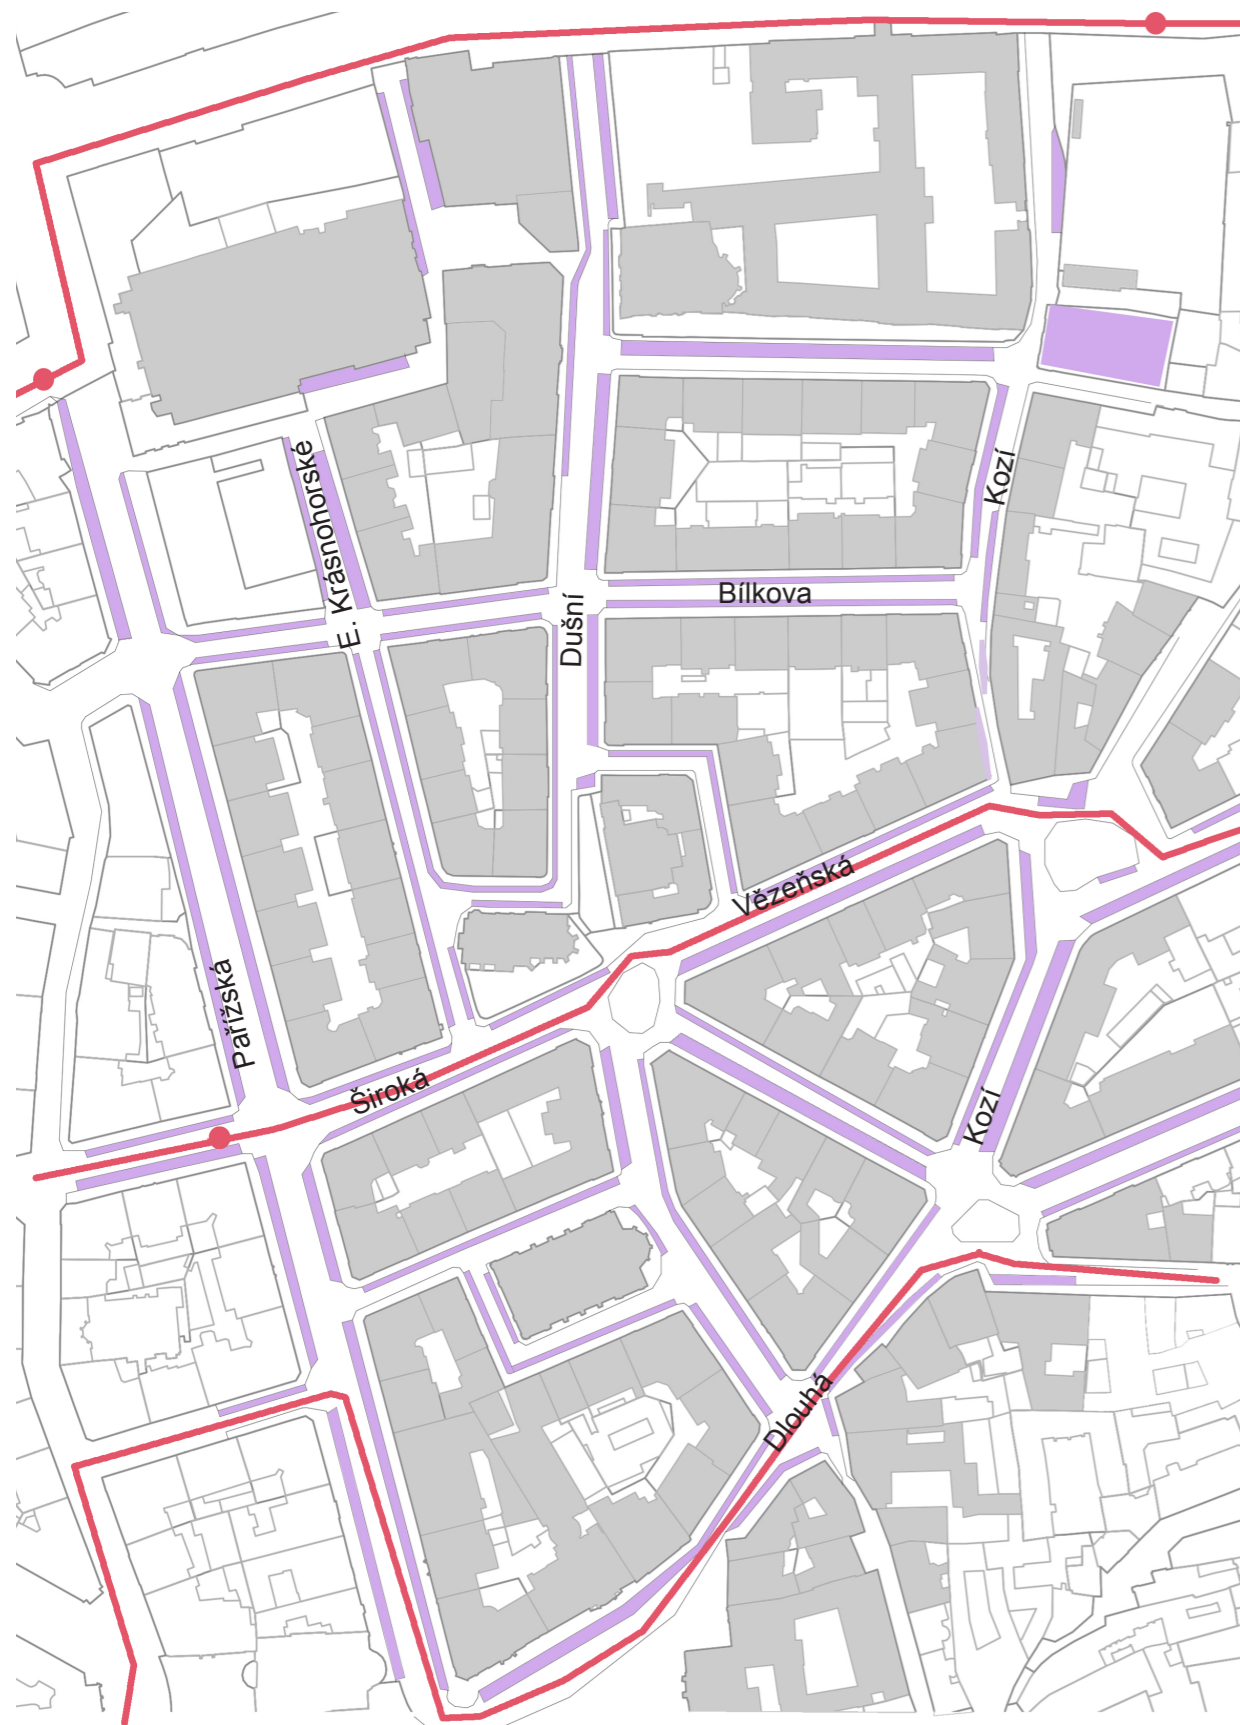 E. Krásnohorské
Kozí
Bílkova
Dušní
Vězeňská
Pařížská
Široká
Kozí
Dlouhá